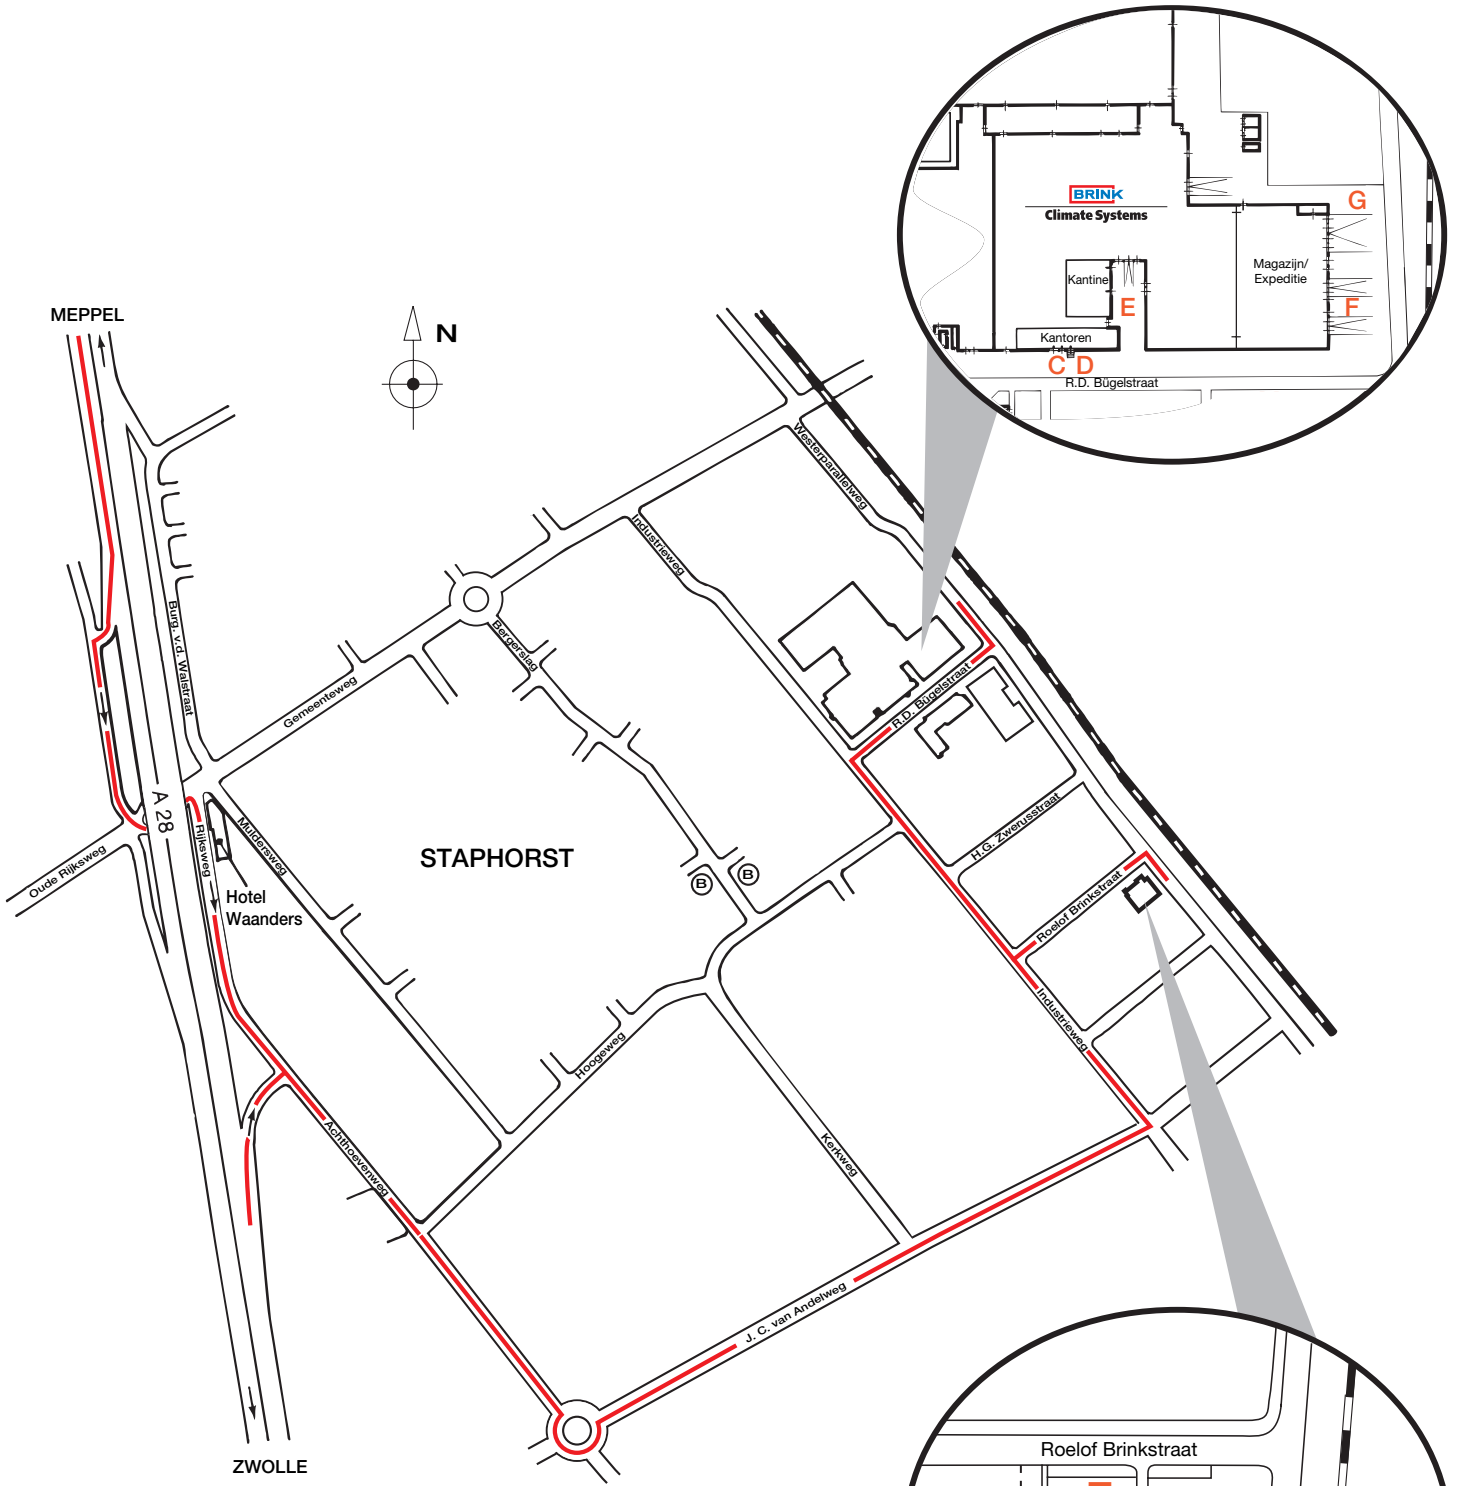 BRINK
Climate Systems
G
Magazijn/
Expeditie
Kantine
E
F
Kantoren
C D
R.D. Bügelstraat
MEPPEL
N
Westerparallelweg
Industrieweg
Burg. v.d. Walstraat
Bergerslag
Gemeenteweg
R.D. Bügelstraat
A 28
Rijksweg
Muldersweg
H.G. Zwerusstraat
STAPHORST
Oude Rijksweg
B
B
Hotel
Waanders
Roelof Brinkstraat
Industrieweg
Hoogeweg
Achthoevenweg
Kerkweg
J. C. van Andelweg
ZWOLLE
Roelof Brinkstraat